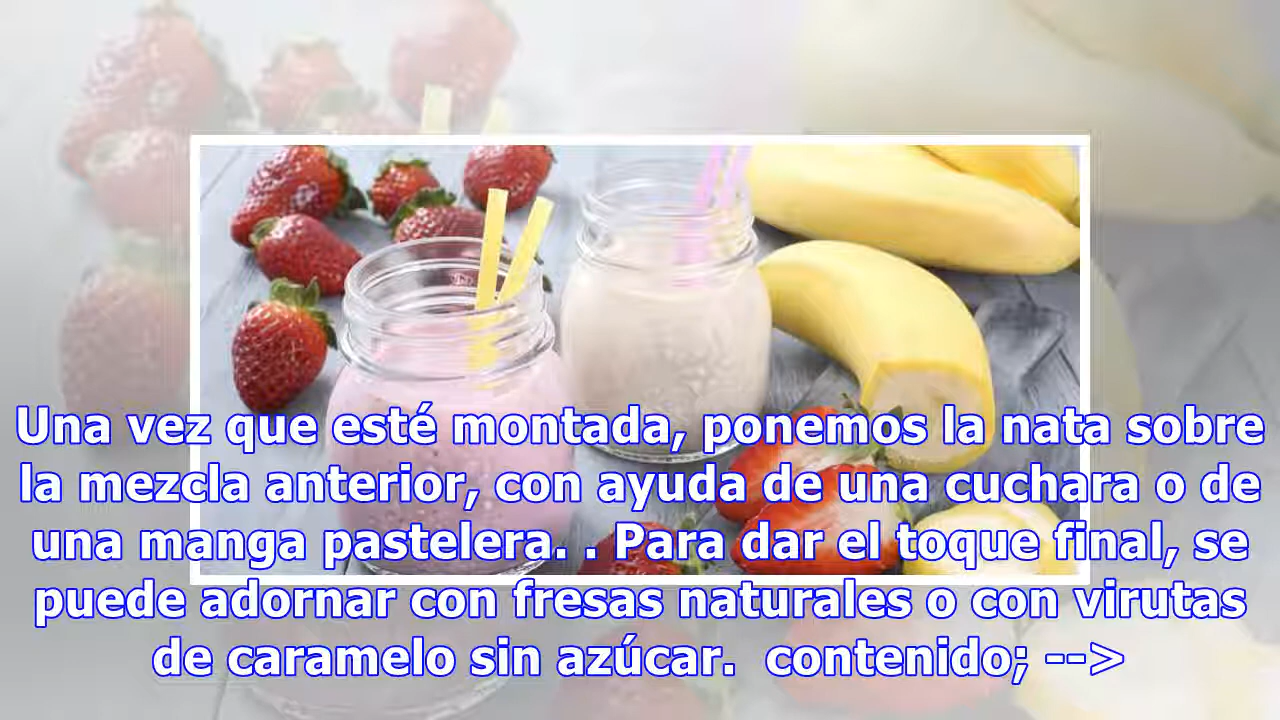 Una vez que esté montada, ponemos la nata sobre
la mezcla anterior, con ayuda de una cuchara o de
una manga pastelera. . Para dar el toque final, se
puede adornar con fresas naturales o con virutas
de caramelo sin azúcar.  contenido; -->